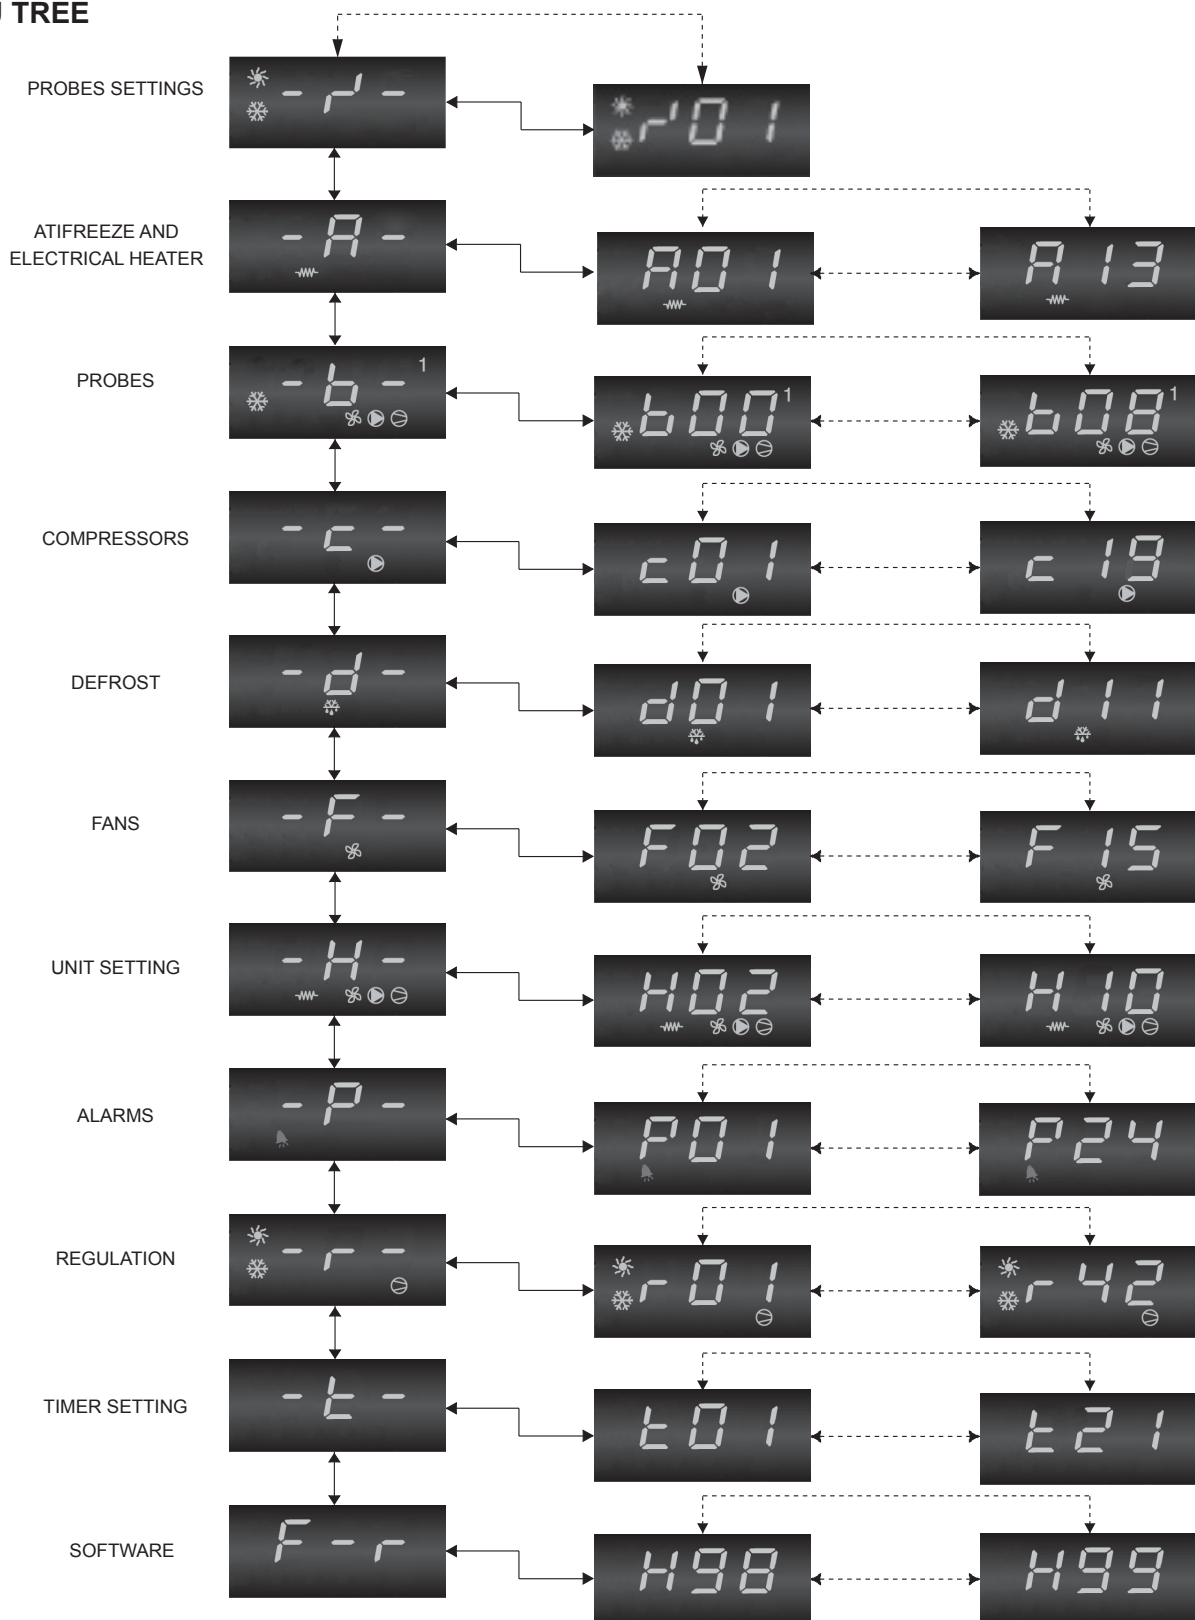 U TREE
PROBES SETTINGS
-/-
/01
ATIFREEZE AND
ELECTRICAL HEATER
-A-
A01
A13
PROBES
-b- 1
b00 1
b08 1
COMPRESSORS
-c-
c01
c19
DEFROST
-d-
d01
d11
FANS
-F-
F02
F15
UNIT SETTING
-H-
H02
H10
ALARMS
-P-
P01
P24
REGULATION
-r-
r01
r42
TIMER SETTING
-t-
t01
t21
SOFTWARE
F-r
H98
H99